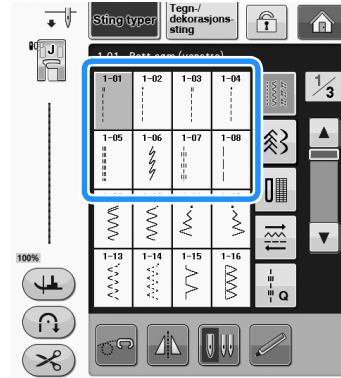 Sting typer
Tegn-/
dekorasjons-
sting
J
1-01 Rett søm (venstre)
1/3
1-01 1-02 1-03 1-04
1-05 1-06 1-07 1-08
100%
1-13 1-14 1-15 1-16
Q